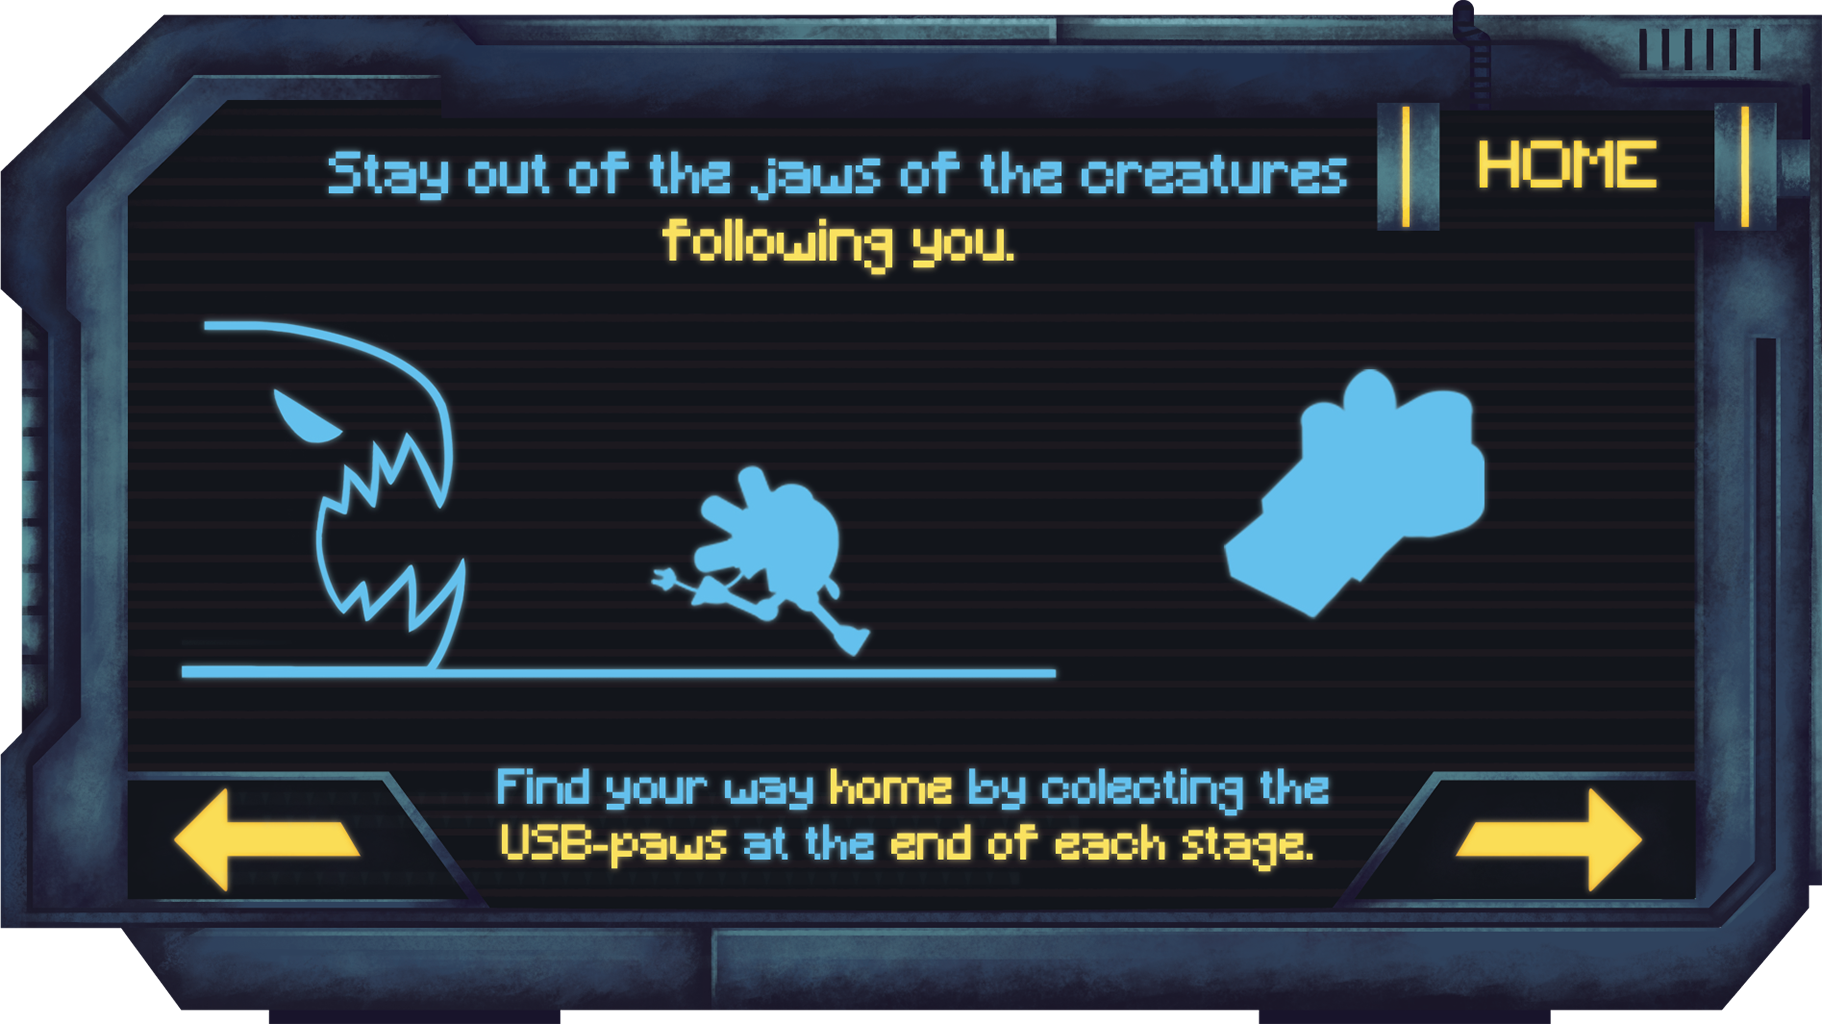 Stay out of the jaws of the creatures
following you.
HOME
Find your way home by colecting the
USB-paws at the end of each stage.